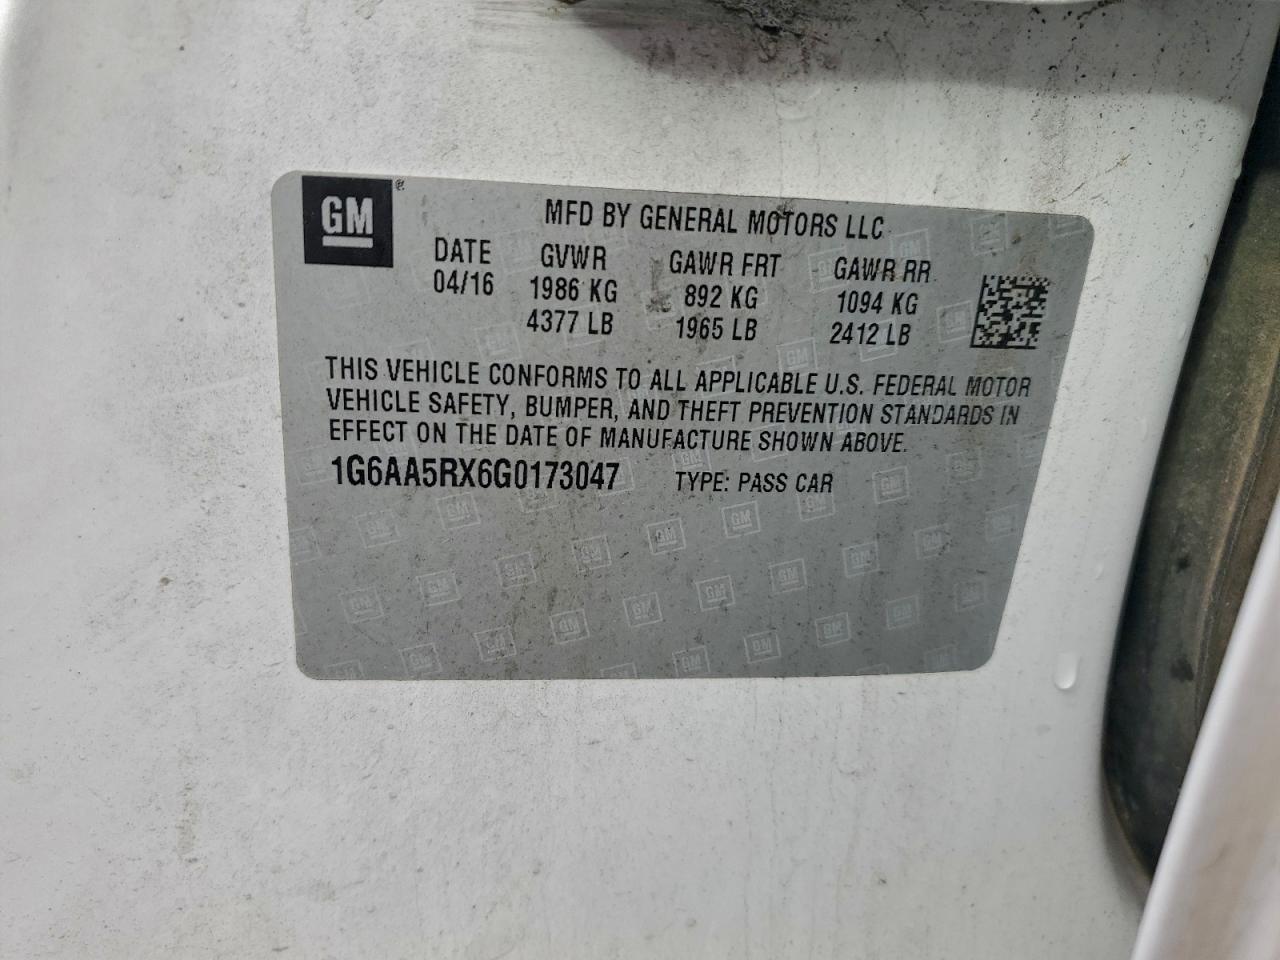 GM®
MFD BY GENERAL MOTORS LLC
DATE GVWR GAWR FRT GAWR RR
04/16 1986 KG 892 KG 1094 KG
4377 LB 1965 LB 2412 LB
THIS VEHICLE CONFORMS TO ALL APPLICABLE U.S. FEDERAL MOTOR
VEHICLE SAFETY, BUMPER, AND THEFT PREVENTION STANDARDS IN
EFFECT ON THE DATE OF MANUFACTURE SHOWN ABOVE.
1G6AA5RX6G0173047 TYPE: PASS CAR